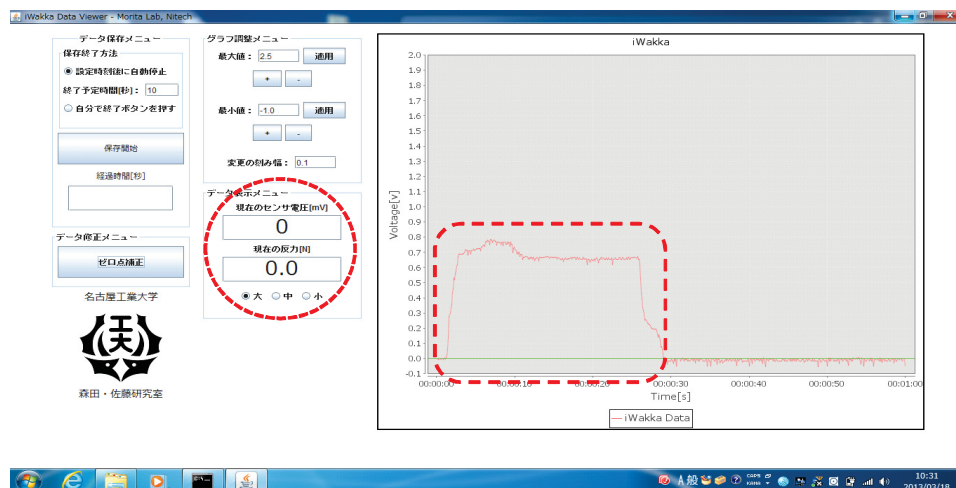 iWakka Data Viewer - Morita Lab, Nitech
データ保存メニュー
保存終了方法
設定時刻後に自動停止
終了予定時間[秒]： 10
自分で終了ボタンを押す
保存開始
経過時間[秒]
データ修正メニュー
ゼロ点補正
名古屋工業大学
森田・佐藤研究室
グラフ調整メニュー
最大値： 2.5 適用
+ -
最小値： -1.0 適用
+ -
変更の刻み幅： 0.1
データ表示メニュー
現在のセンサ電圧[mV]
0
現在の反力[N]
0.0
大 中 小
iWakka
Voltage[v]
2.0
1.9
1.8
1.7
1.6
1.5
1.4
1.3
1.2
1.1
1.0
0.9
0.8
0.7
0.6
0.5
0.4
0.3
0.2
0.1
0.0
-0.1
00:00:00 00:00:10 00:00:20 00:00:30 00:00:40 00:00:50 00:01:00
Time[s]
iWakka Data
A 般 CAPS KANA
10:31
2013/03/18